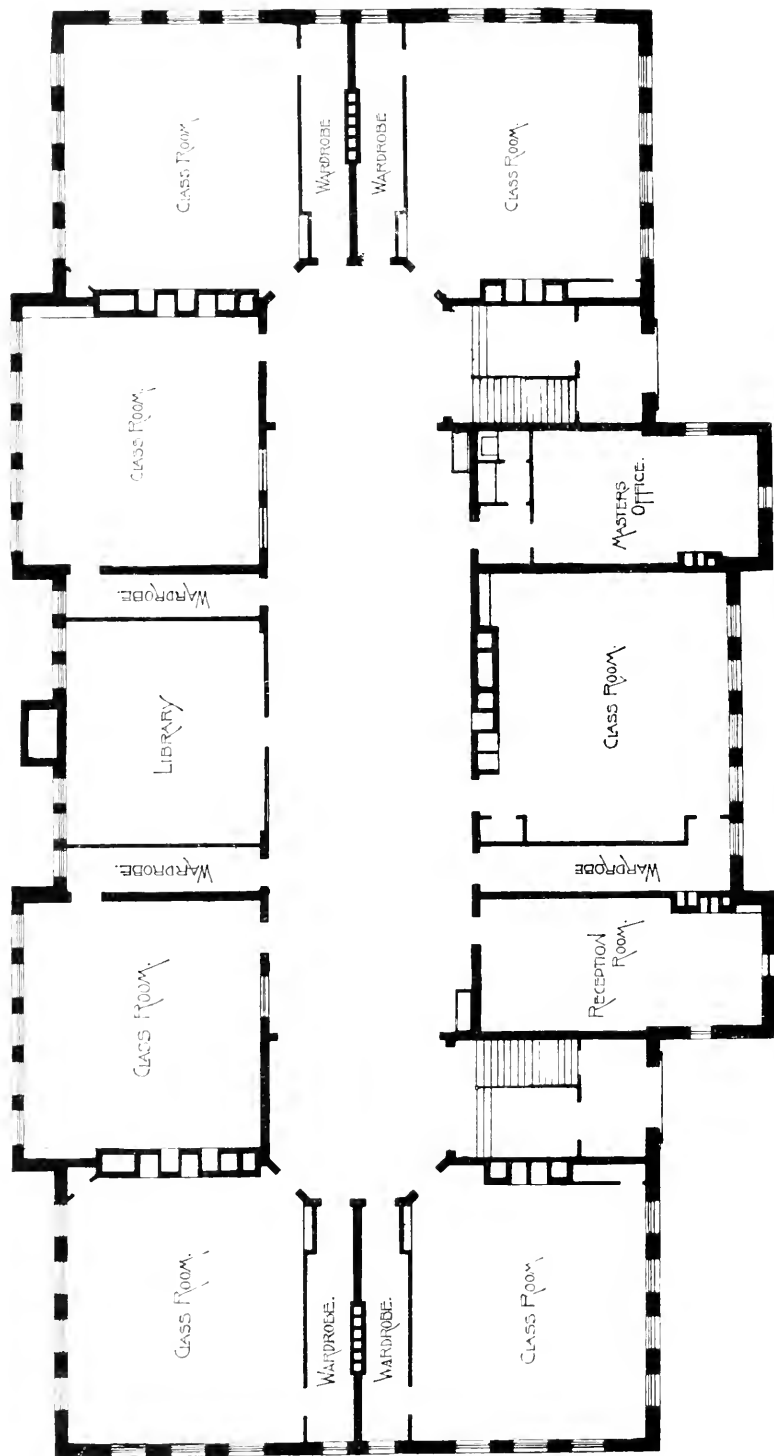 CLASS ROOM.
WARDROBE
WARDROBE
CLASS ROOM.
CLASS ROOM.
MASTERS
OFFICE.
WARDROBE.
LIBRARY
CLASS ROOM.
WARDROBE.
WARDROBE
CLASS ROOM.
RECEPTION
ROOM.
CLASS ROOM.
WARDROBE.
WARDROBE.
CLASS ROOM